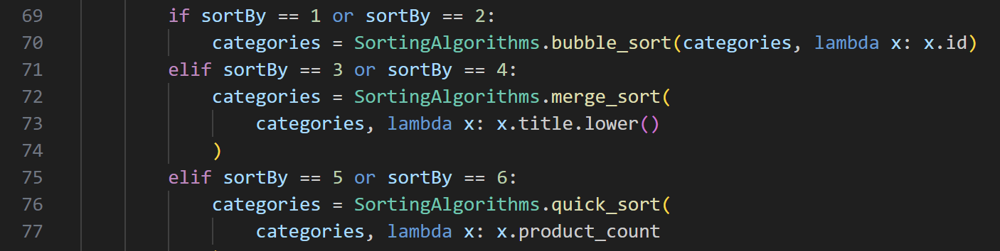 69 if sortBy == 1 or sortBy == 2:
70 categories = SortingAlgorithms.bubble_sort(categories, lambda x: x.id)
71 elif sortBy == 3 or sortBy == 4:
72 categories = SortingAlgorithms.merge_sort(
73 categories, lambda x: x.title.lower()
74 )
75 elif sortBy == 5 or sortBy == 6:
76 categories = SortingAlgorithms.quick_sort(
77 categories, lambda x: x.product_count